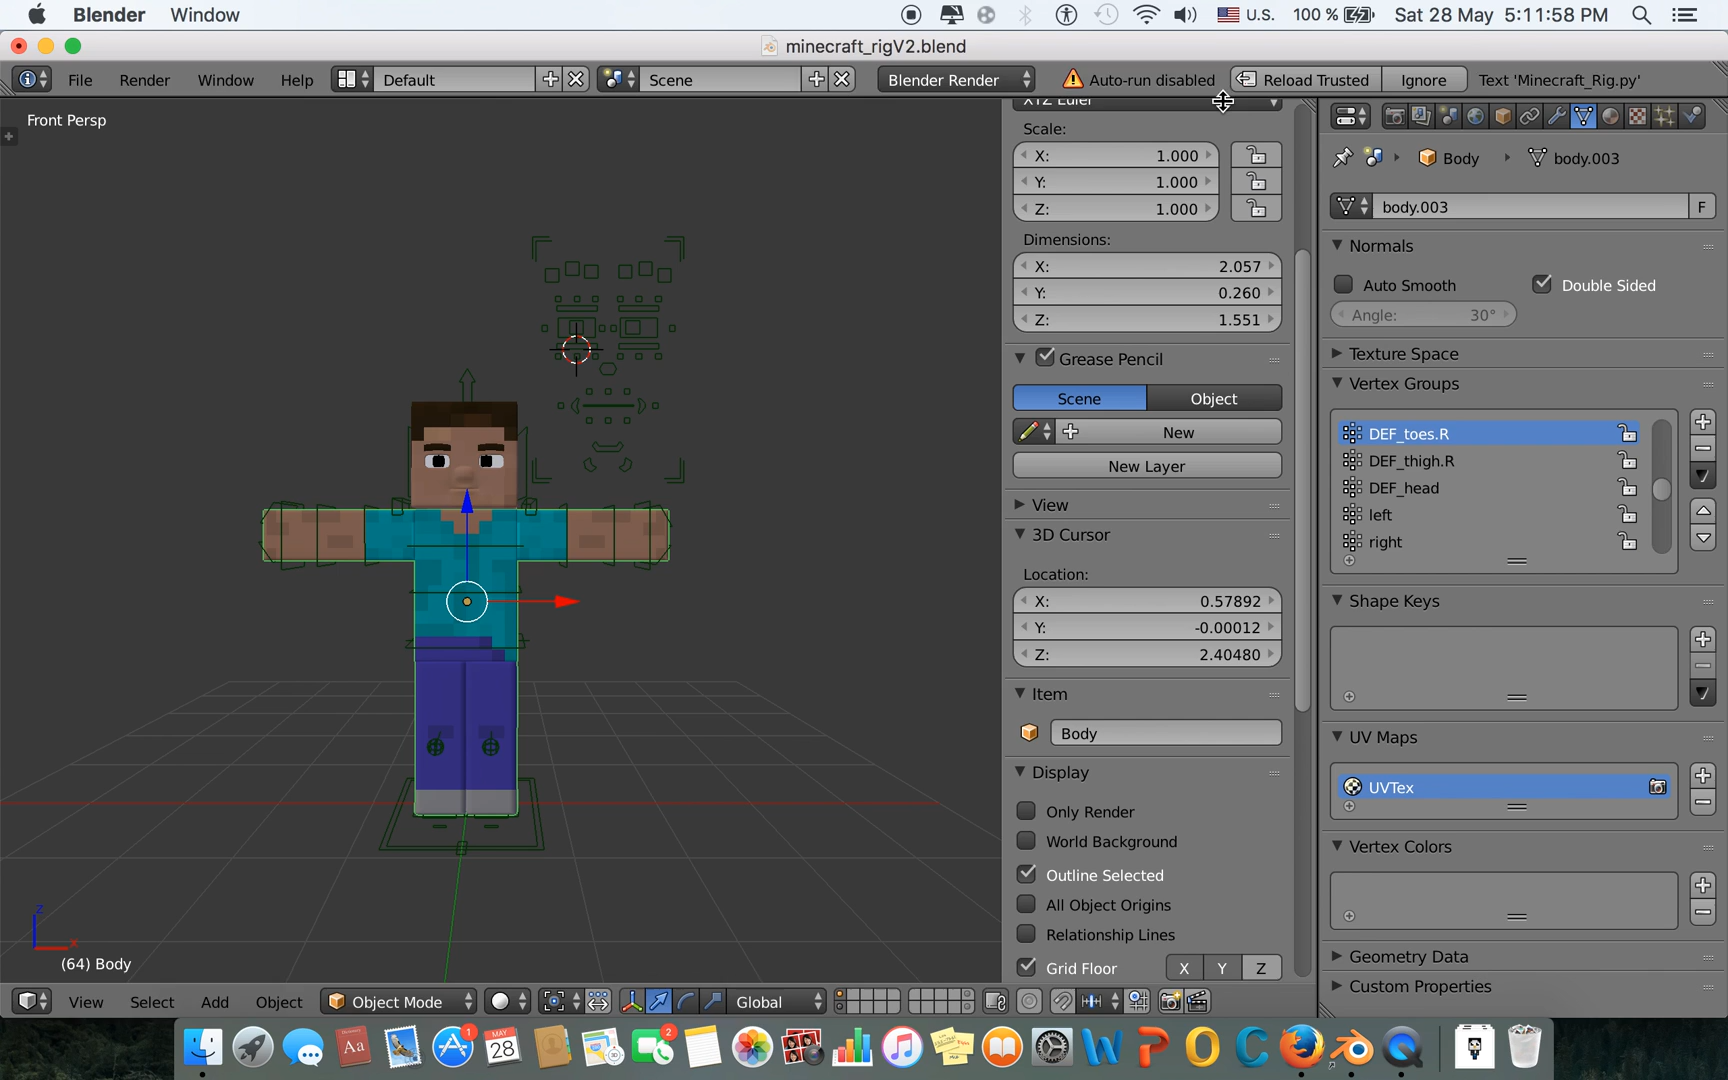 Blender Window U.S. 100 % Sat 28 May 5:11:58 PM
minecraft_rigV2.blend
File Render Window Help Default Scene Blender Render Auto-run disabled Reload Trusted Ignore Text 'Minecraft_Rig.py'
Front Persp
XYZ Euler
Scale:
X: 1.000
Y: 1.000
Z: 1.000
Dimensions:
X: 2.057
Y: 0.260
Z: 1.551
Grease Pencil
Scene Object
New
New Layer
View
3D Cursor
Location:
X: 0.57892
Y: -0.00012
Z: 2.40480
Item
Body
Display
Only Render
World Background
Outline Selected
All Object Origins
Relationship Lines
Grid Floor X Y Z
Body body.003
body.003 F
Normals
Auto Smooth Double Sided
Angle: 30°
Texture Space
Vertex Groups
DEF_toes.R
DEF_thigh.R
DEF_head
left
right
Shape Keys
UV Maps
UVTex
Vertex Colors
Geometry Data
Custom Properties
z
x
(64) Body
View Select Add Object Object Mode Global
Aa
1
MAY
28
2
W P O C